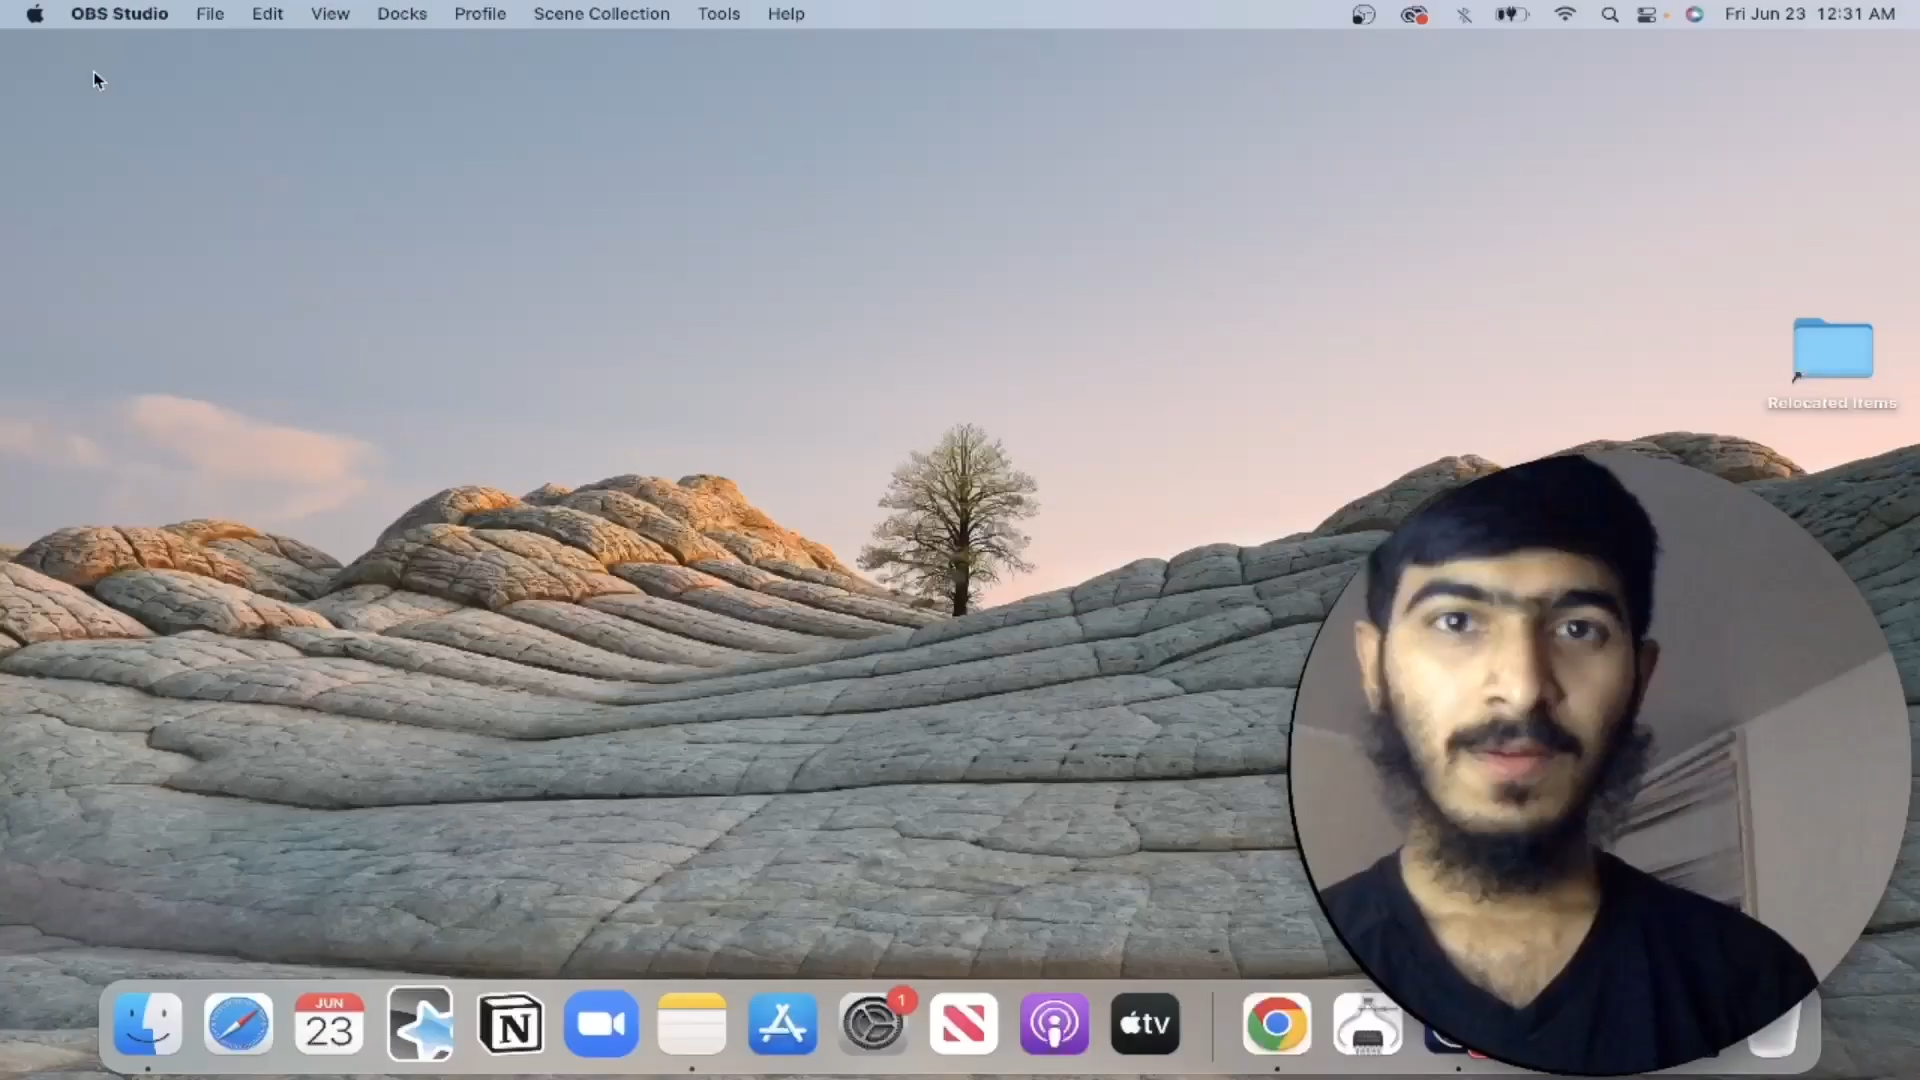 OBS Studio File Edit View Docks Profile Scene Collection Tools Help Fri Jun 23 12:31 AM
Relocated Items
JUN
23
N
1
tv